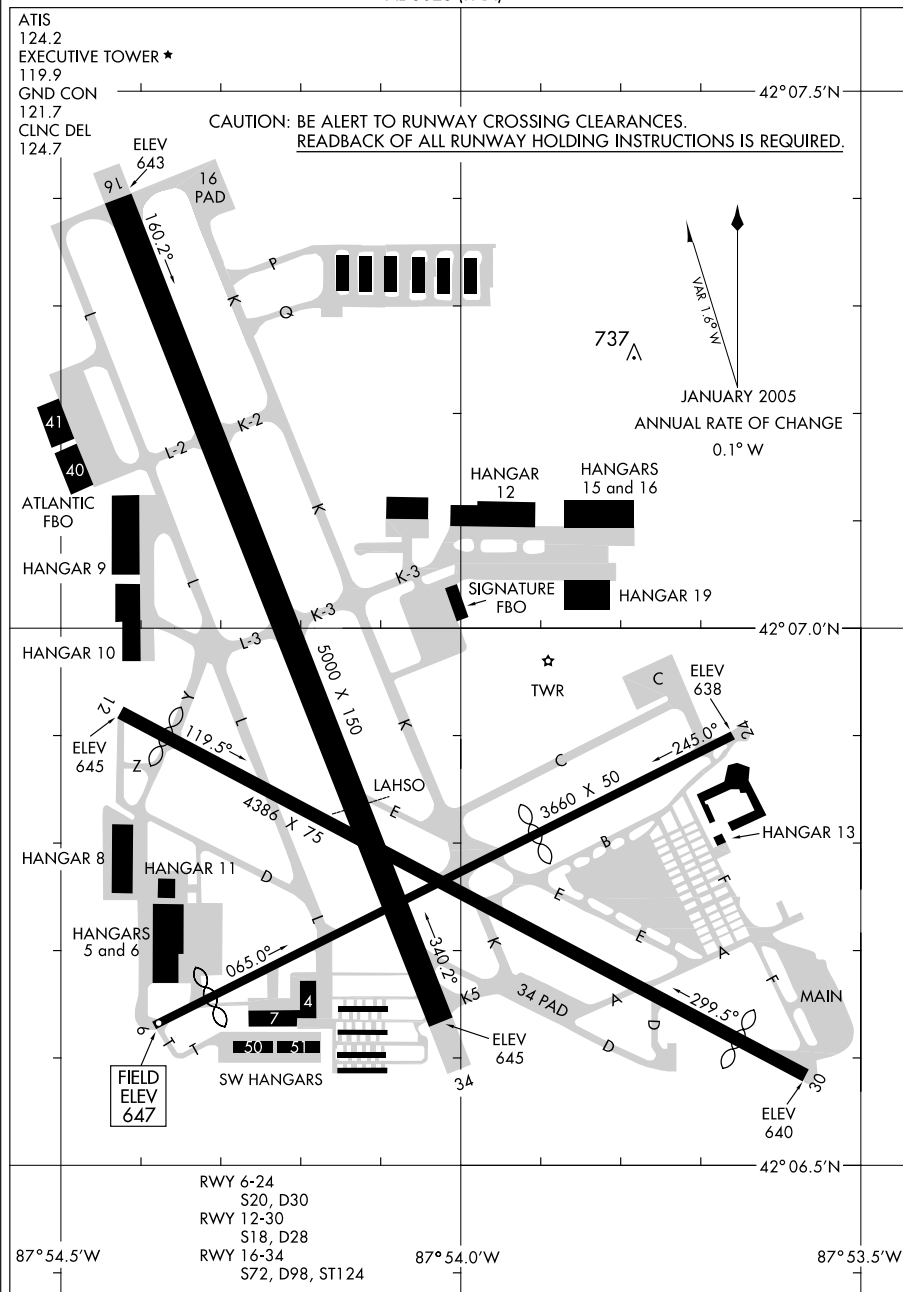 ATIS
124.2
EXECUTIVE TOWER ★
119.9
GND CON
121.7
CLNC DEL
124.7
42°07.5'N
CAUTION: BE ALERT TO RUNWAY CROSSING CLEARANCES.
READBACK OF ALL RUNWAY HOLDING INSTRUCTIONS IS REQUIRED.
ELEV
643
16
16
PAD
160.2°
P
K
Q
L
VAR 1.6° W
737
JANUARY 2005
ANNUAL RATE OF CHANGE
0.1° W
41
40
K-2
L-2
ATLANTIC
FBO
HANGAR
12
HANGARS
15 and 16
K
HANGAR 9
L
K-3
K-3
SIGNATURE
FBO
HANGAR 19
L-3
42°07.0'N
HANGAR 10
5000 X 150
TWR
C
ELEV
638
12
Y
L
K
24
ELEV
645
Z
119.5°
245.0°
C
LAHSO
3660 X 50
4386 X 75
E
HANGAR 13
HANGAR 8
B
HANGAR 11
D
E
F
HANGARS
5 and 6
L
K
E
A
065.0°
340.2°
F
4
K5
34 PAD
A
299.5°
MAIN
6
7
D
D
T
T
50
51
ELEV
645
SW HANGARS
34
30
FIELD
ELEV
647
ELEV
640
42°06.5'N
RWY 6-24
S20, D30
RWY 12-30
S18, D28
RWY 16-34
S72, D98, ST124
87°54.5'W
87°54.0'W
87°53.5'W